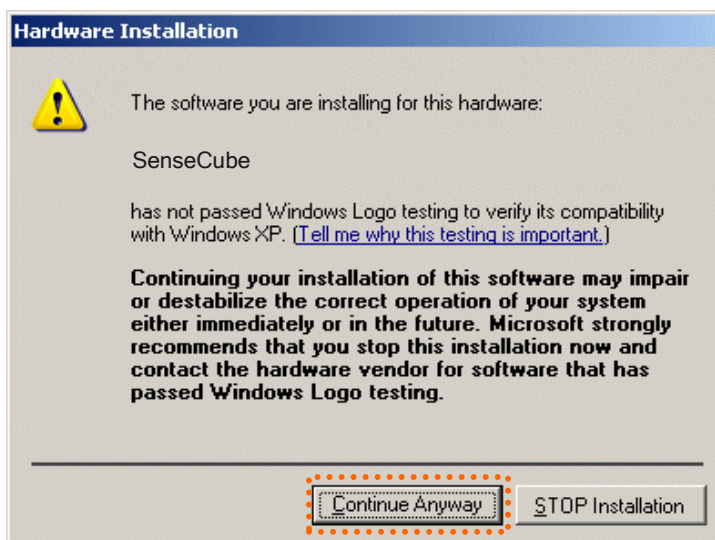 Hardware Installation
The software you are installing for this hardware:
SenseCube
has not passed Windows Logo testing to verify its compatibility
with Windows XP. (Tell me why this testing is important.)
Continuing your installation of this software may impair
or destabilize the correct operation of your system
either immediately or in the future. Microsoft strongly
recommends that you stop this installation now and
contact the hardware vendor for software that has
passed Windows Logo testing.
Continue Anyway
STOP Installation